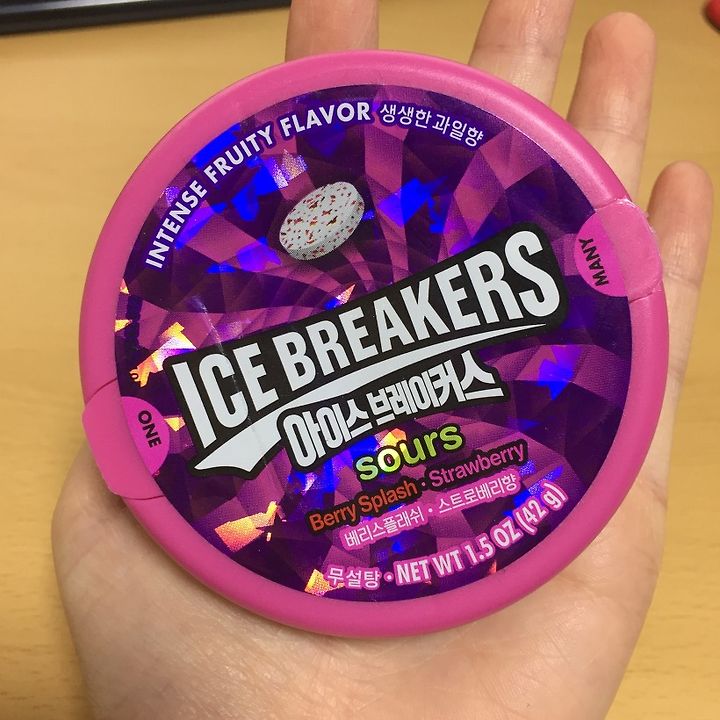 INTENSE FRUITY FLAVOR 생생한 과일향
MANY
ICE BREAKERS
아이스브레이커스
ONE
sours
Berry Splash · Strawberry
베리스플래쉬 · 스트로베리향
무설탕 · NET WT 1.5 OZ (42 g)